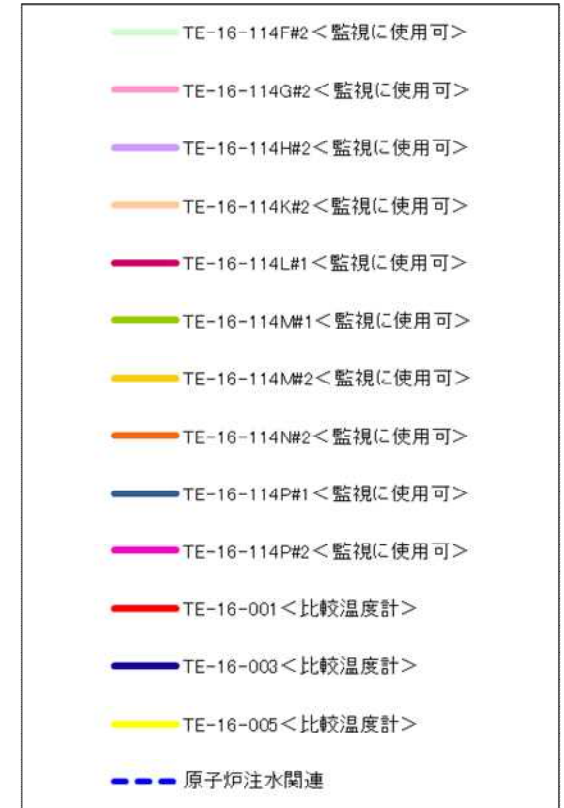 TE-16-114F#2＜監視に使用可＞
TE-16-114G#2＜監視に使用可＞
TE-16-114H#2＜監視に使用可＞
TE-16-114K#2＜監視に使用可＞
TE-16-114L#1＜監視に使用可＞
TE-16-114M#1＜監視に使用可＞
TE-16-114M#2＜監視に使用可＞
TE-16-114N#2＜監視に使用可＞
TE-16-114P#1＜監視に使用可＞
TE-16-114P#2＜監視に使用可＞
TE-16-001＜比較温度計＞
TE-16-003＜比較温度計＞
TE-16-005＜比較温度計＞
原子炉注水関連